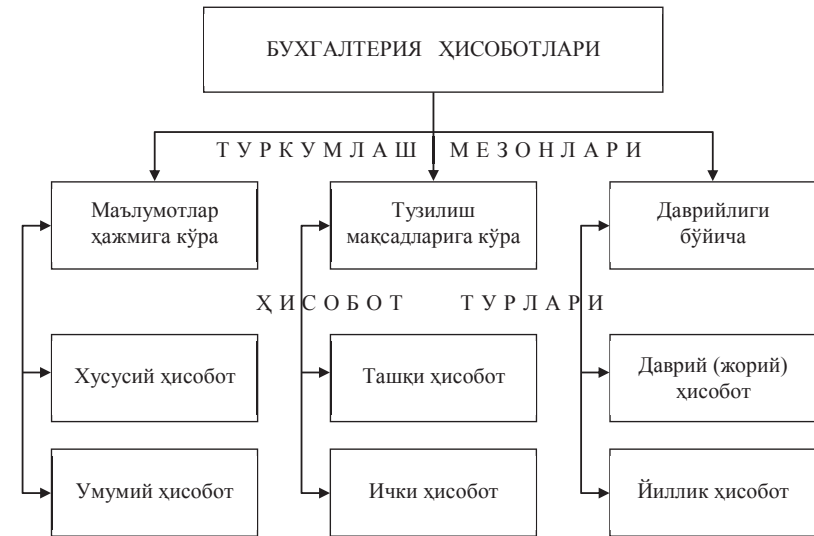 БУХГАЛТЕРИЯ ҲИСОБОТЛАРИ
ТУРКУМЛАШ МЕЗОНЛАРИ
Маълумотлар
ҳажмига кўра
Тузилиш
мақсадларига кўра
Даврийлиги
бўйича
ҲИСОБОТ ТУРЛАРИ
Хусусий ҳисобот
Ташқи ҳисобот
Даврий (жорий)
ҳисобот
Умумий ҳисобот
Ички ҳисобот
Йиллик ҳисобот